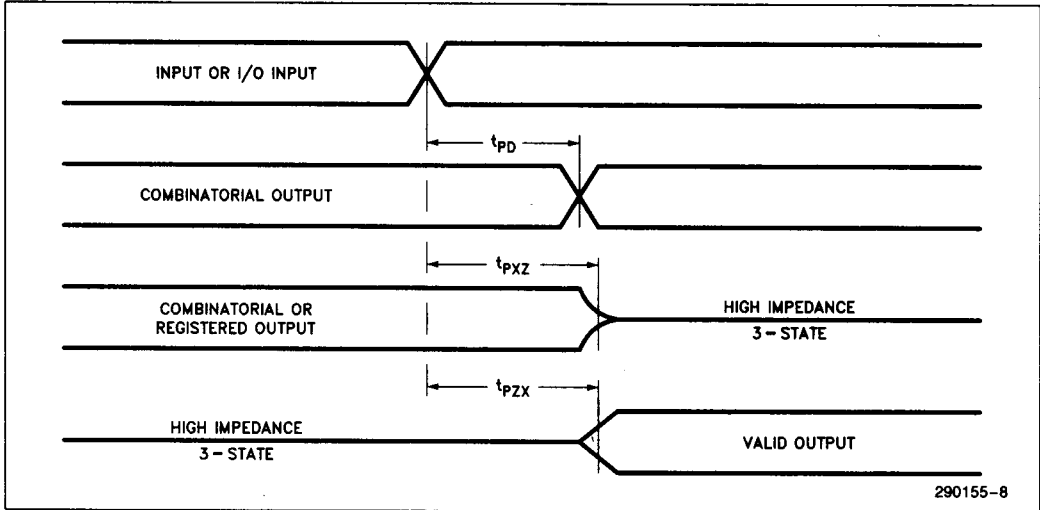 INPUT OR I/O INPUT
tPD
COMBINATORIAL OUTPUT
tPXZ
COMBINATORIAL OR
REGISTERED OUTPUT
HIGH IMPEDANCE
3-STATE
tPZX
HIGH IMPEDANCE
3-STATE
VALID OUTPUT
290155-8